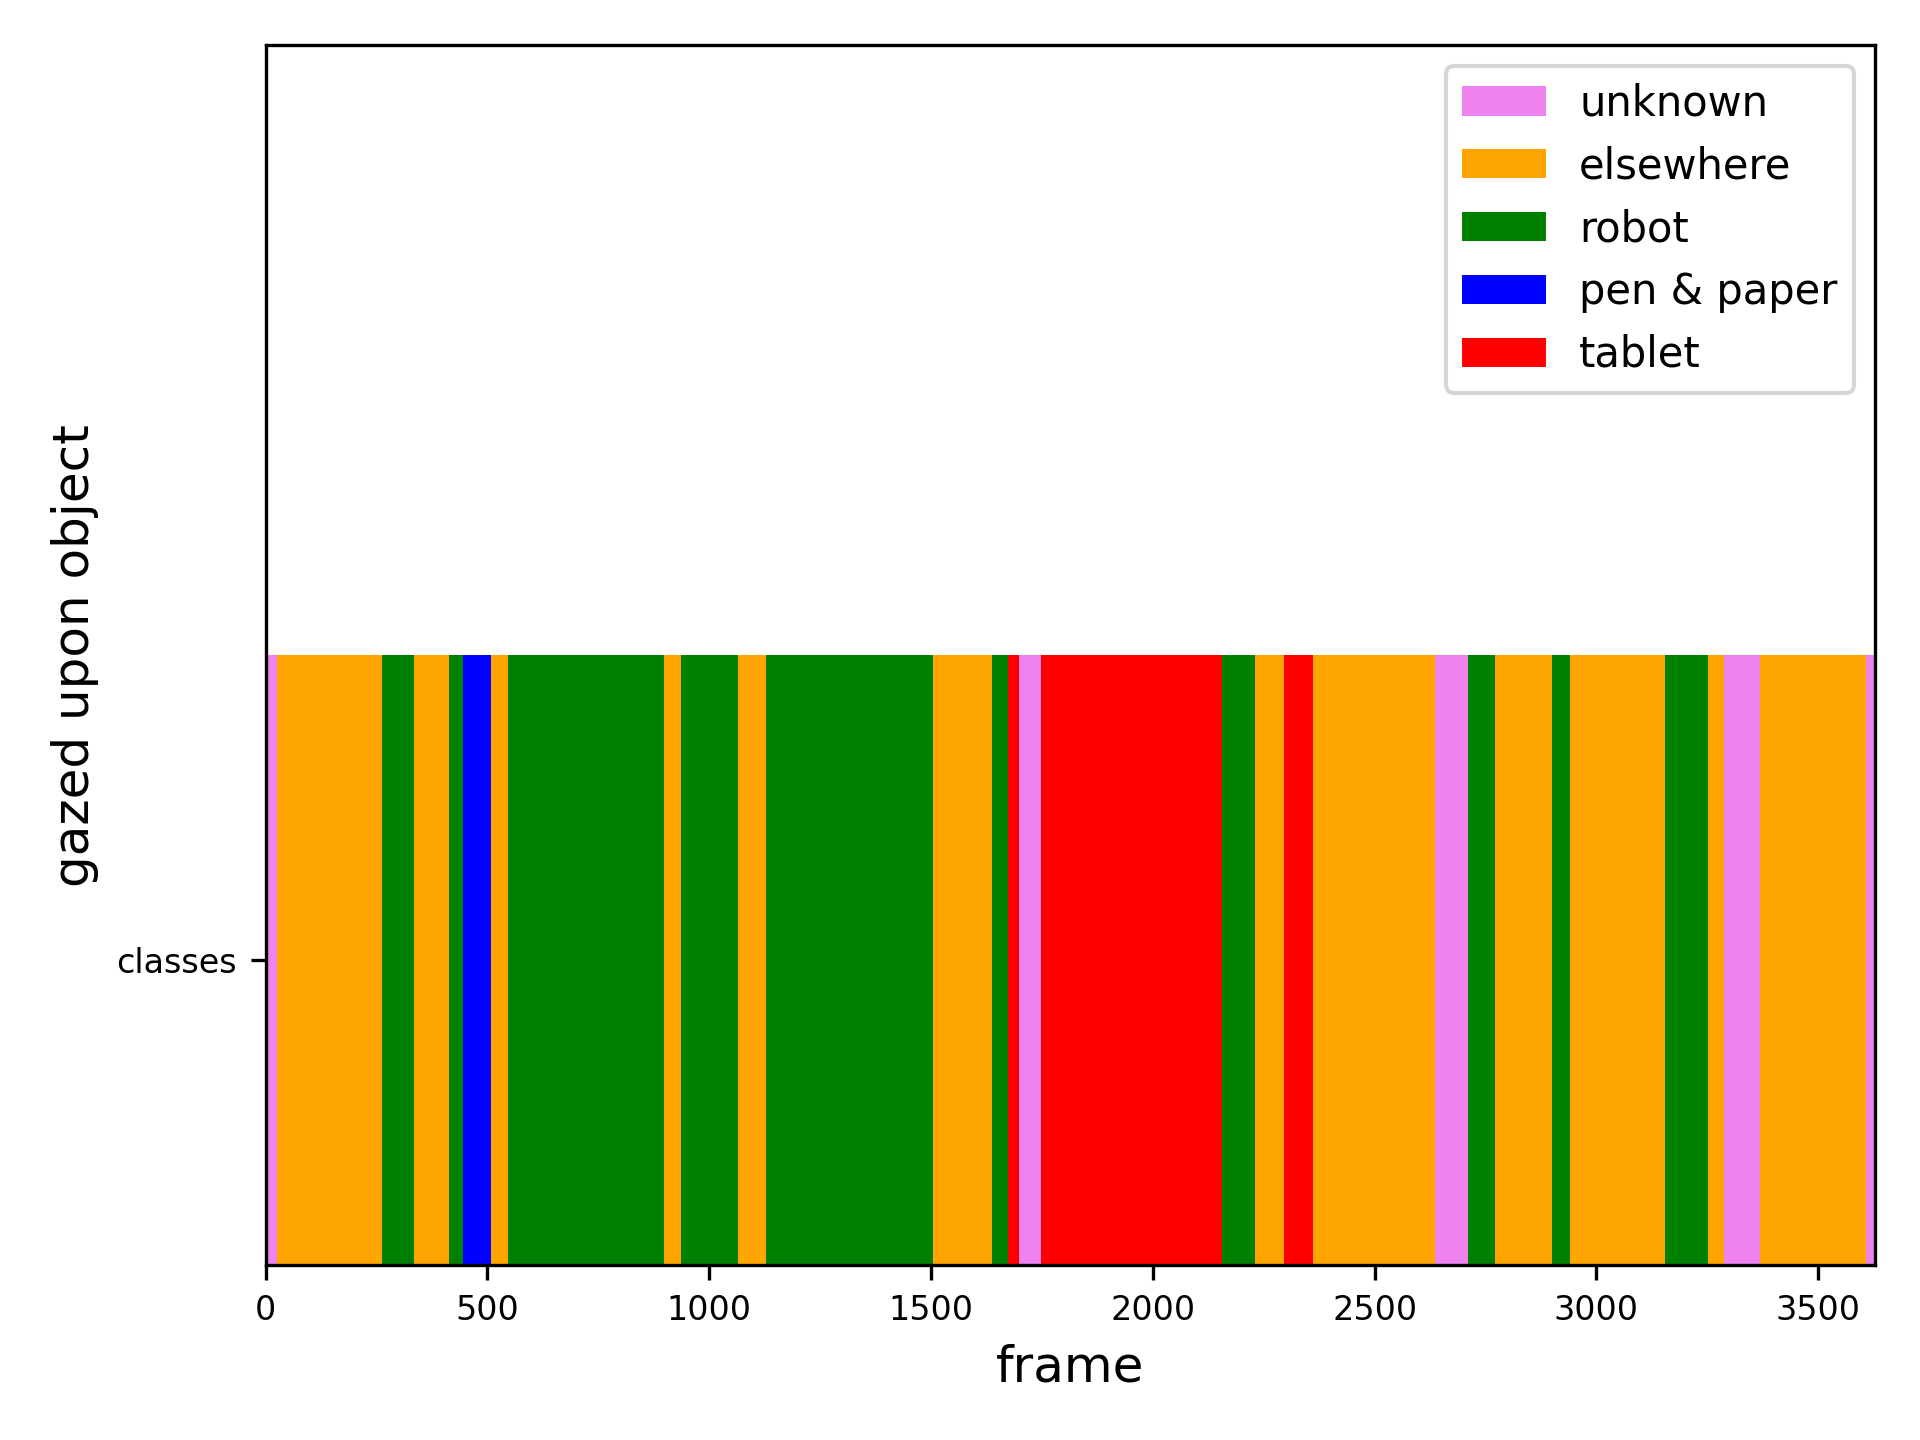 unknown
elsewhere
robot
pen & paper
tablet
gazed upon object
classes
0 500 1000 1500 2000 2500 3000 3500
frame